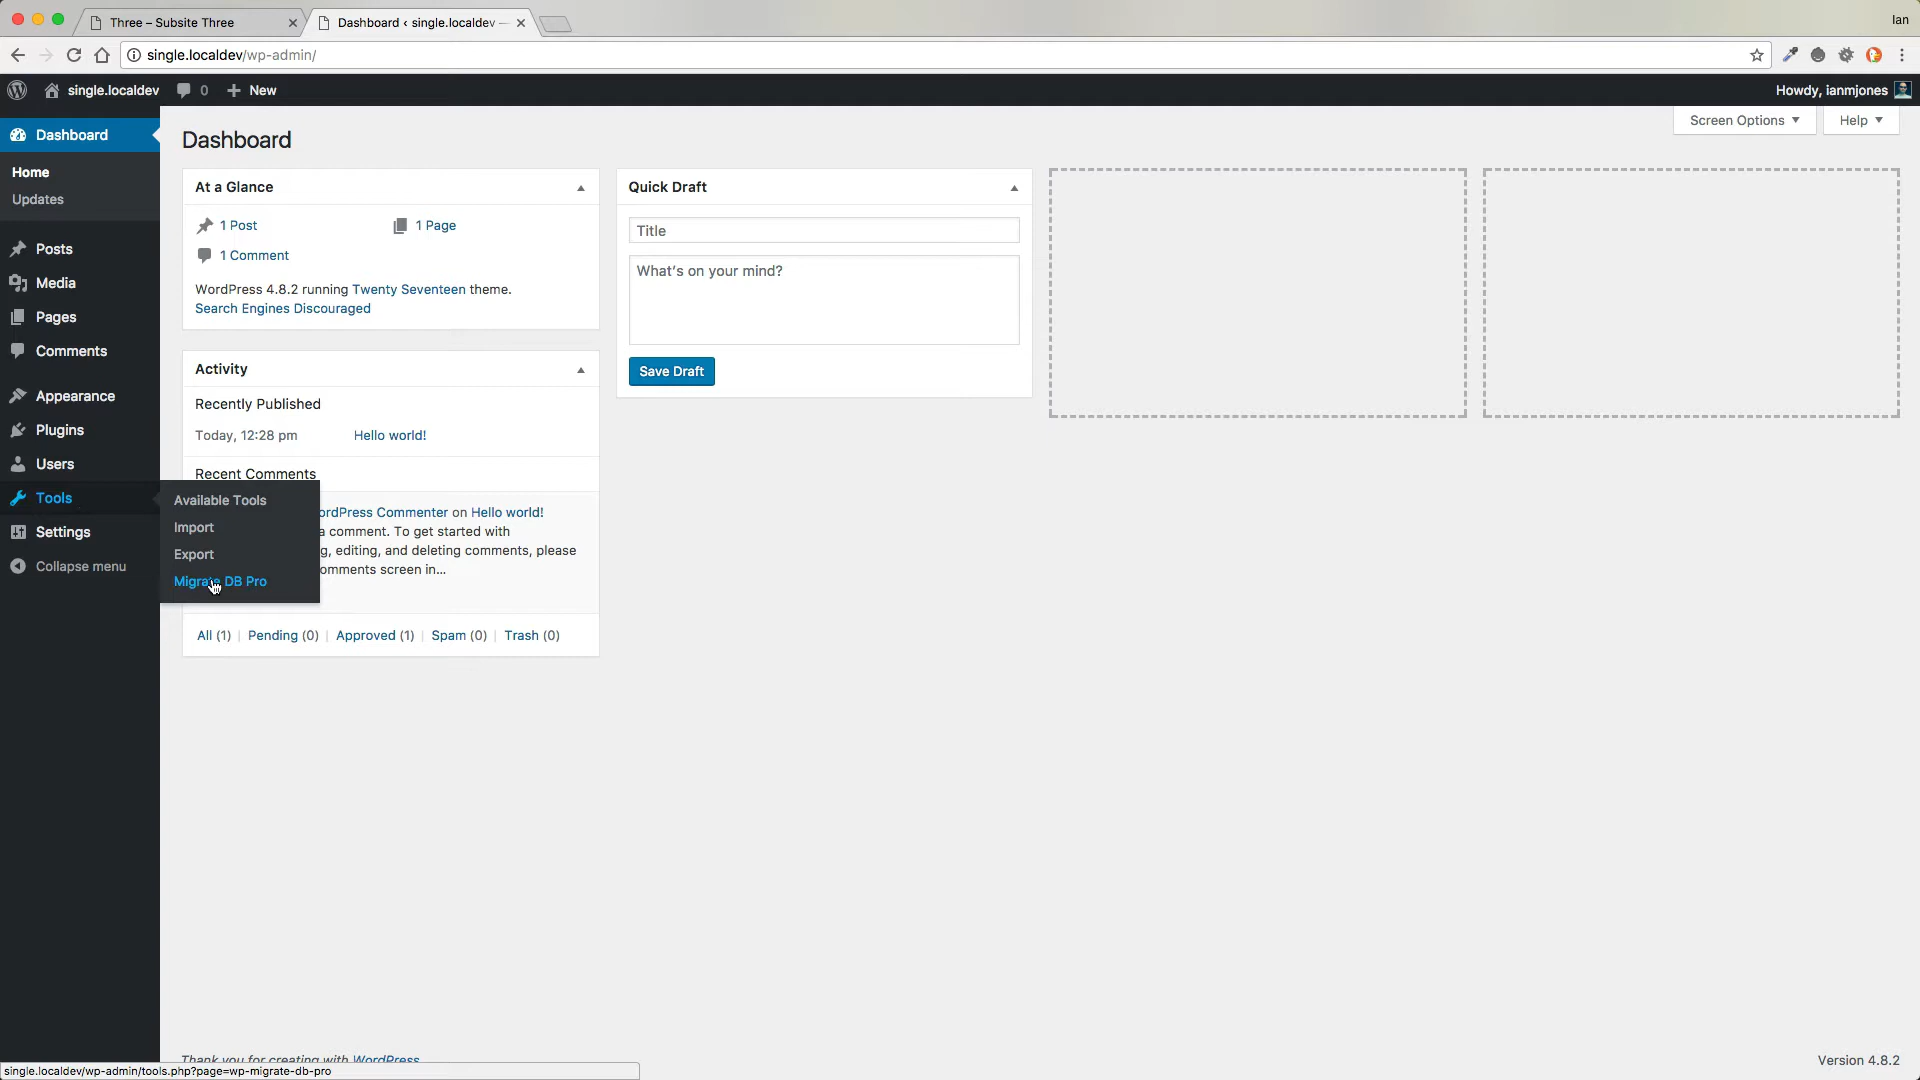 Three – Subsite Three
Dashboard ‹ single.localdev —
Ian
single.localdev/wp-admin/
single.localdev
0
New
Howdy, ianmjones
Dashboard
Home
Updates
Posts
Media
Pages
Comments
Appearance
Plugins
Users
Tools
Settings
Collapse menu
Available Tools
Import
Export
Migrate DB Pro
Dashboard
Screen Options
Help
At a Glance
1 Post
1 Page
1 Comment
WordPress 4.8.2 running Twenty Seventeen theme.
Search Engines Discouraged
Activity
Recently Published
Today, 12:28 pm
Hello world!
Recent Comments
ordPress Commenter on Hello world!
a comment. To get started with
g, editing, and deleting comments, please
omments screen in…
All (1) | Pending (0) | Approved (1) | Spam (0) | Trash (0)
Quick Draft
Title
What's on your mind?
Save Draft
Thank you for creating with WordPress
Version 4.8.2
single.localdev/wp-admin/tools.php?page=wp-migrate-db-pro